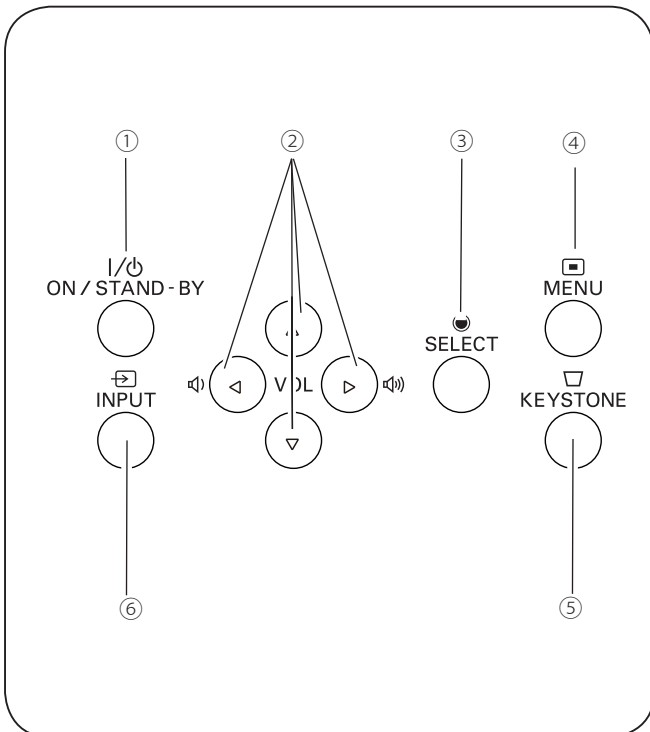 ① ② ③ ④
I/⏻
ON / STAND - BY
MENU
SELECT
VOL
INPUT
KEYSTONE
⑥ ⑤